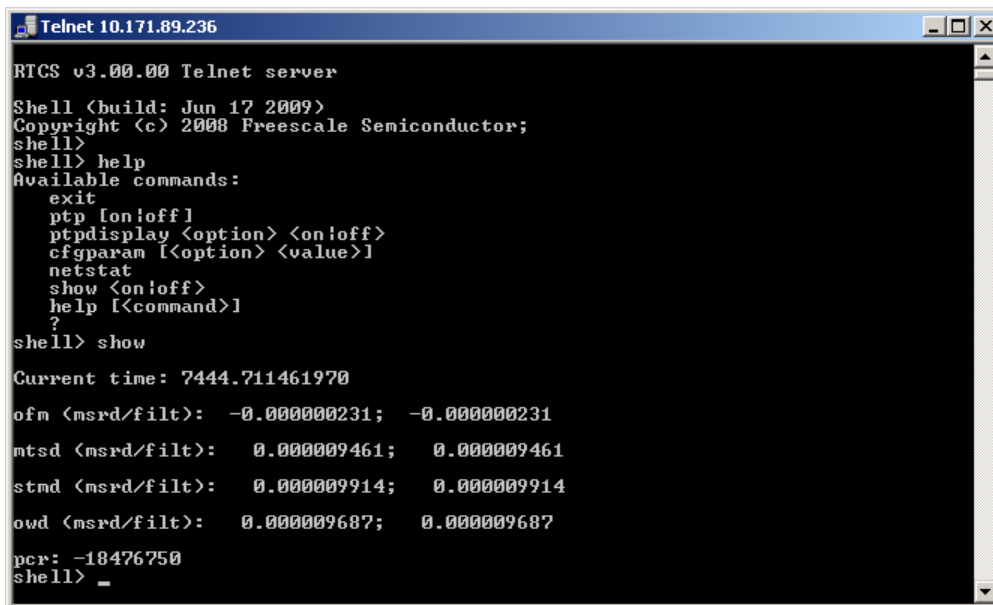 Telnet 10.171.89.236
RTCS v3.00.00 Telnet server
Shell (build: Jun 17 2009)
Copyright (c) 2008 Freescale Semiconductor;
shell>
shell> help
Available commands:
exit
ptp [on|off]
ptpdisplay <option> <on|off>
cfgparam [<option> <value>]
netstat
show <on|off>
help [<command>]
?
shell> show
Current time: 7444.711461970
ofm (msrd/filt): -0.000000231; -0.000000231
mtsd (msrd/filt): 0.000009461; 0.000009461
stmd (msrd/filt): 0.000009914; 0.000009914
owd (msrd/filt): 0.000009687; 0.000009687
pcr: -18476750
shell> _